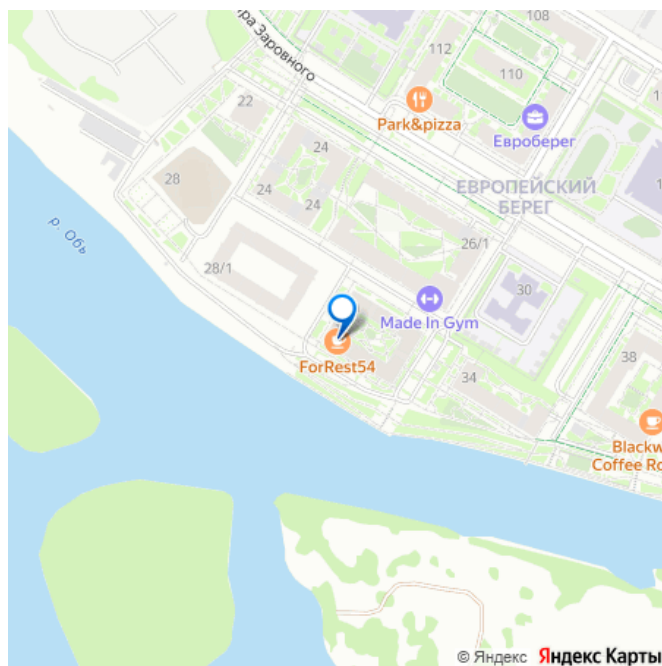 ра Заровного
108
112
110
Park&pizza
Евроберег
22
24
28
24
24
ЕВРОПЕЙСКИЙ
БЕРЕГ
р. Обь
26/1
28/1
30
Made In Gym
ForRest54
34
38
Blackw
Coffee Ro
© Яндекс Яндекс Карты